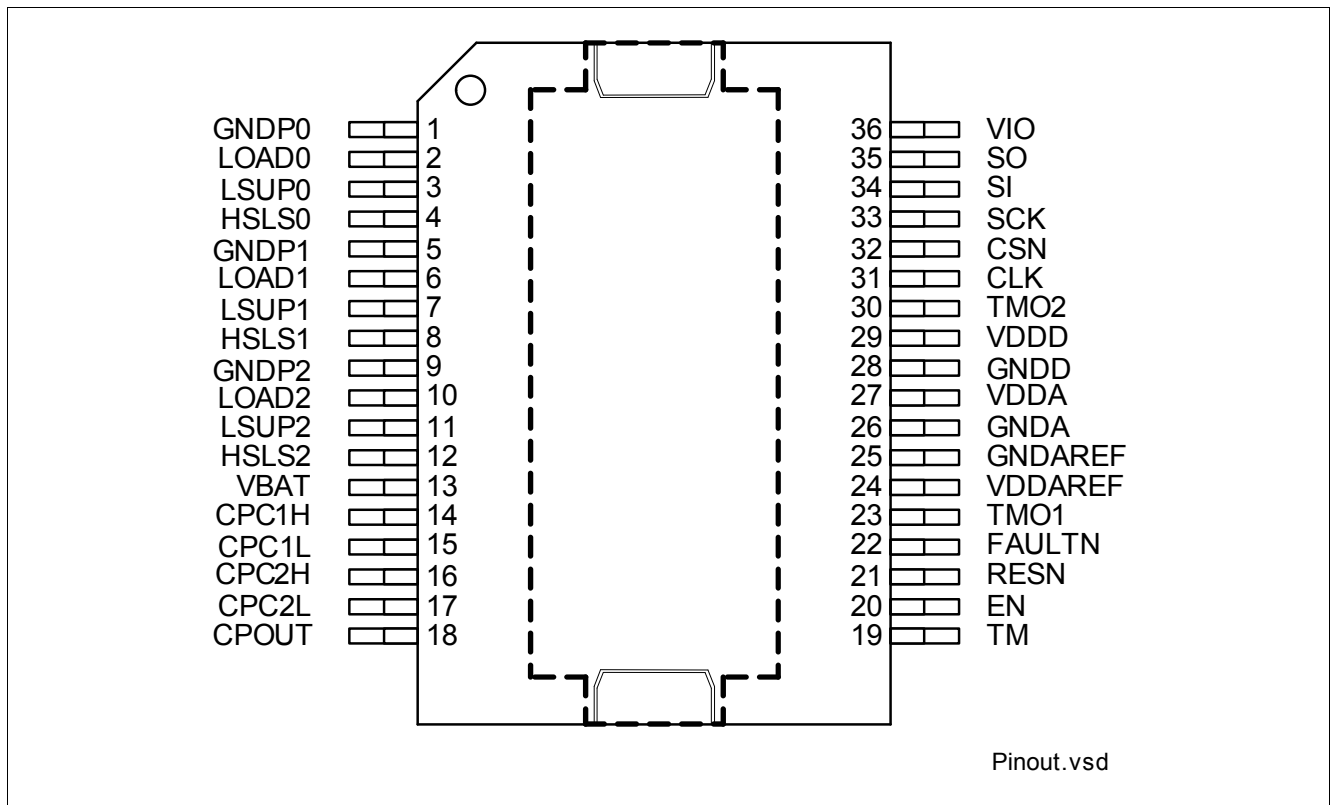 GNDP0 1 36 VIO
LOAD0 2 35 SO
LSUP0 3 34 SI
HSLS0 4 33 SCK
GNDP1 5 32 CSN
LOAD1 6 31 CLK
LSUP1 7 30 TMO2
HSLS1 8 29 VDDD
GNDP2 9 28 GNDD
LOAD2 10 27 VDDA
LSUP2 11 26 GNDA
HSLS2 12 25 GNDAREF
VBAT 13 24 VDDAREF
CPC1H 14 23 TMO1
CPC1L 15 22 FAULTN
CPC2H 16 21 RESN
CPC2L 17 20 EN
CPOUT 18 19 TM
Pinout.vsd